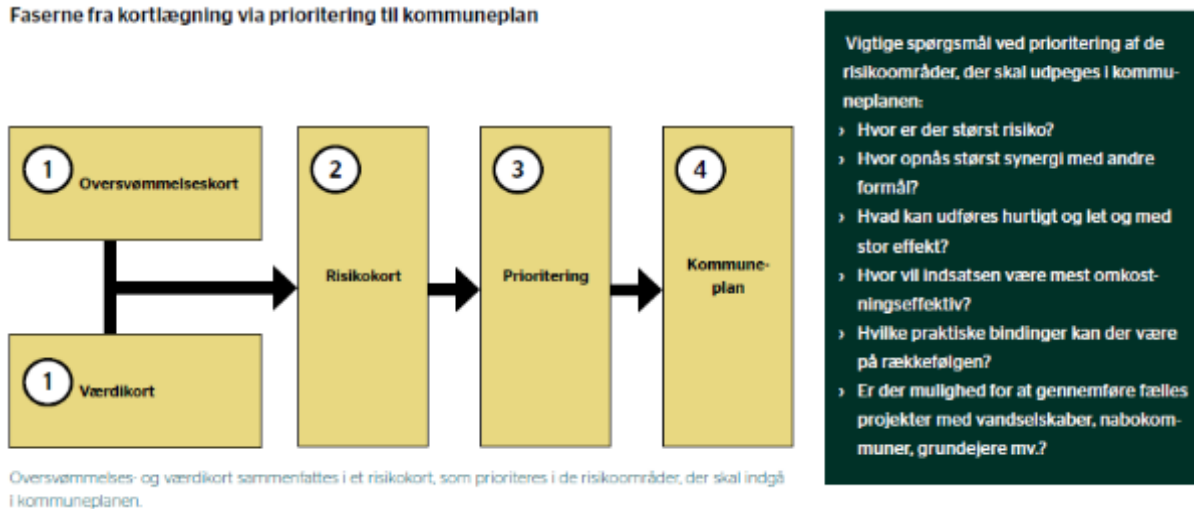 Faserne fra kortlægning via prioritering til kommuneplan
1 Oversvømmelseskort
1 Værdikort
2
Risikokort
3
Prioritering
4
Kommune-
plan
Oversvømmelses- og værdikort sammenfattes i et risikokort, som prioriteres i de risikoområder, der skal indgå
i kommuneplanen.
Vigtige spørgsmål ved prioritering af de
risikoområder, der skal udpeges i kommu-
neplanen:
› Hvor er der størst risiko?
› Hvor opnås størst synergi med andre
formål?
› Hvad kan udføres hurtigt og let og med
stor effekt?
› Hvor vil indsatsen være mest omkost-
ningseffektiv?
› Hvilke praktiske bindinger kan der være
på rækkefølgen?
› Er der mulighed for at gennemføre fælles
projekter med vandselskaber, nabokom-
muner, grundejere mv.?